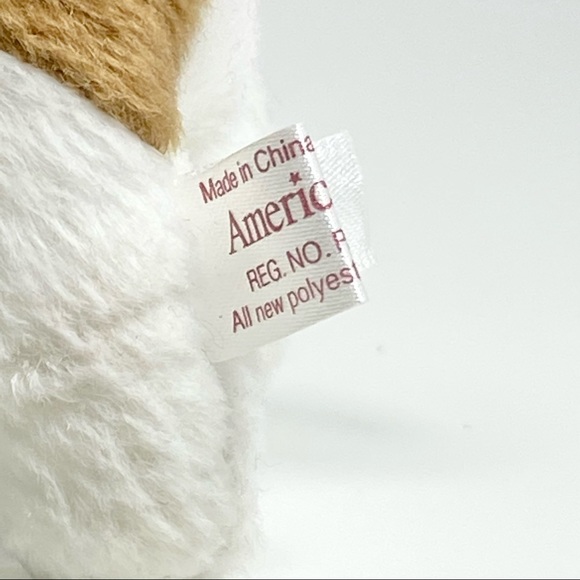 Made in China
Americ
REG. NO. P
All new polyest